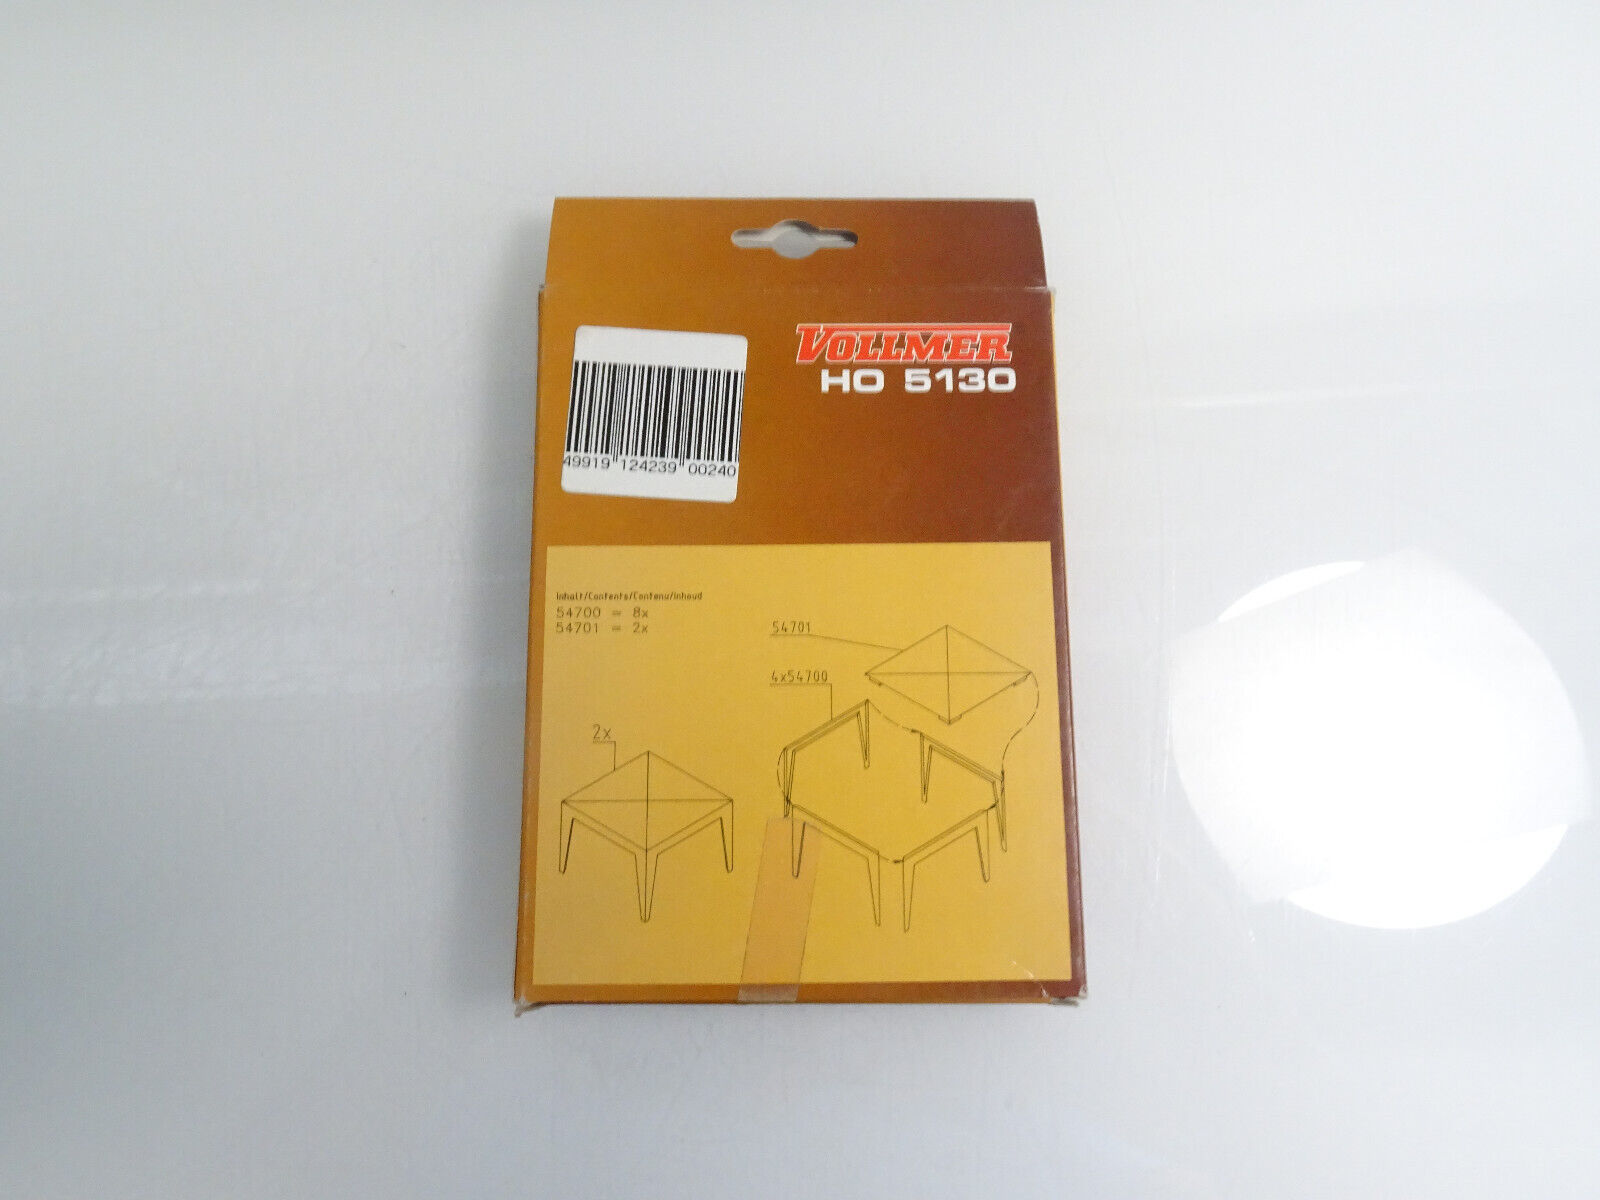 VOLLMER
HO 5130
49919 124239 00240
Inhalt/Contents/Contenu/Inhoud
54700 = 8x
54701 = 2x
54701
4x54700
2x